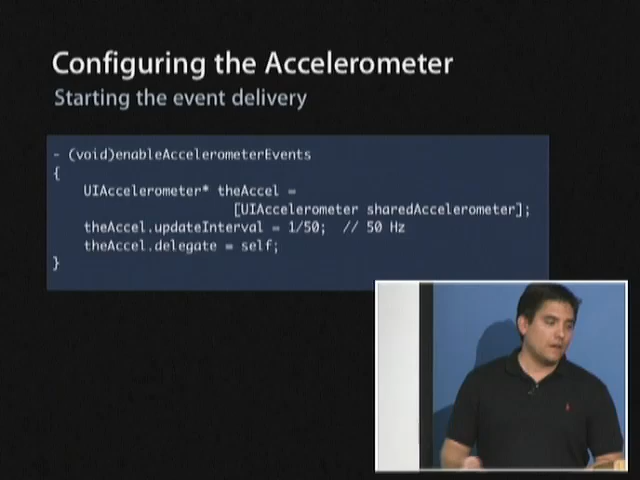 Configuring the Accelerometer
Starting the event delivery
- (void)enableAccelerometerEvents
{
UIAccelerometer* theAccel =
[UIAccelerometer sharedAccelerometer];
theAccel.updateInterval = 1/50; // 50 Hz
theAccel.delegate = self;
}